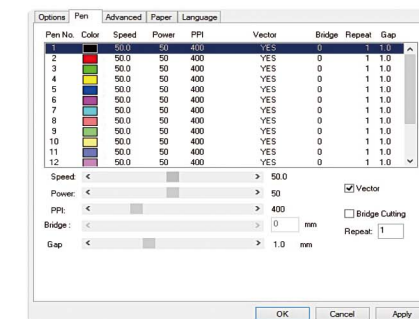 Options Pen Advanced Paper Language
Pen No. Color Speed Power PPI Vector Bridge Repeat Gap
1 50.0 50 400 YES 0 1 1.0
2 50.0 50 400 YES 0 1 1.0
3 50.0 50 400 YES 0 1 1.0
4 50.0 50 400 YES 0 1 1.0
5 50.0 50 400 YES 0 1 1.0
6 50.0 50 400 YES 0 1 1.0
7 50.0 50 400 YES 0 1 1.0
8 50.0 50 400 YES 0 1 1.0
9 50.0 50 400 YES 0 1 1.0
10 50.0 50 400 YES 0 1 1.0
11 50.0 50 400 YES 0 1 1.0
12 50.0 50 400 YES 0 1 1.0
Speed: 50.0
Power: 50 Vector
PPI: 400 Bridge Cutting
Bridge : 0 mm Repeat: 1
Gap 1.0 mm
OK Cancel Apply